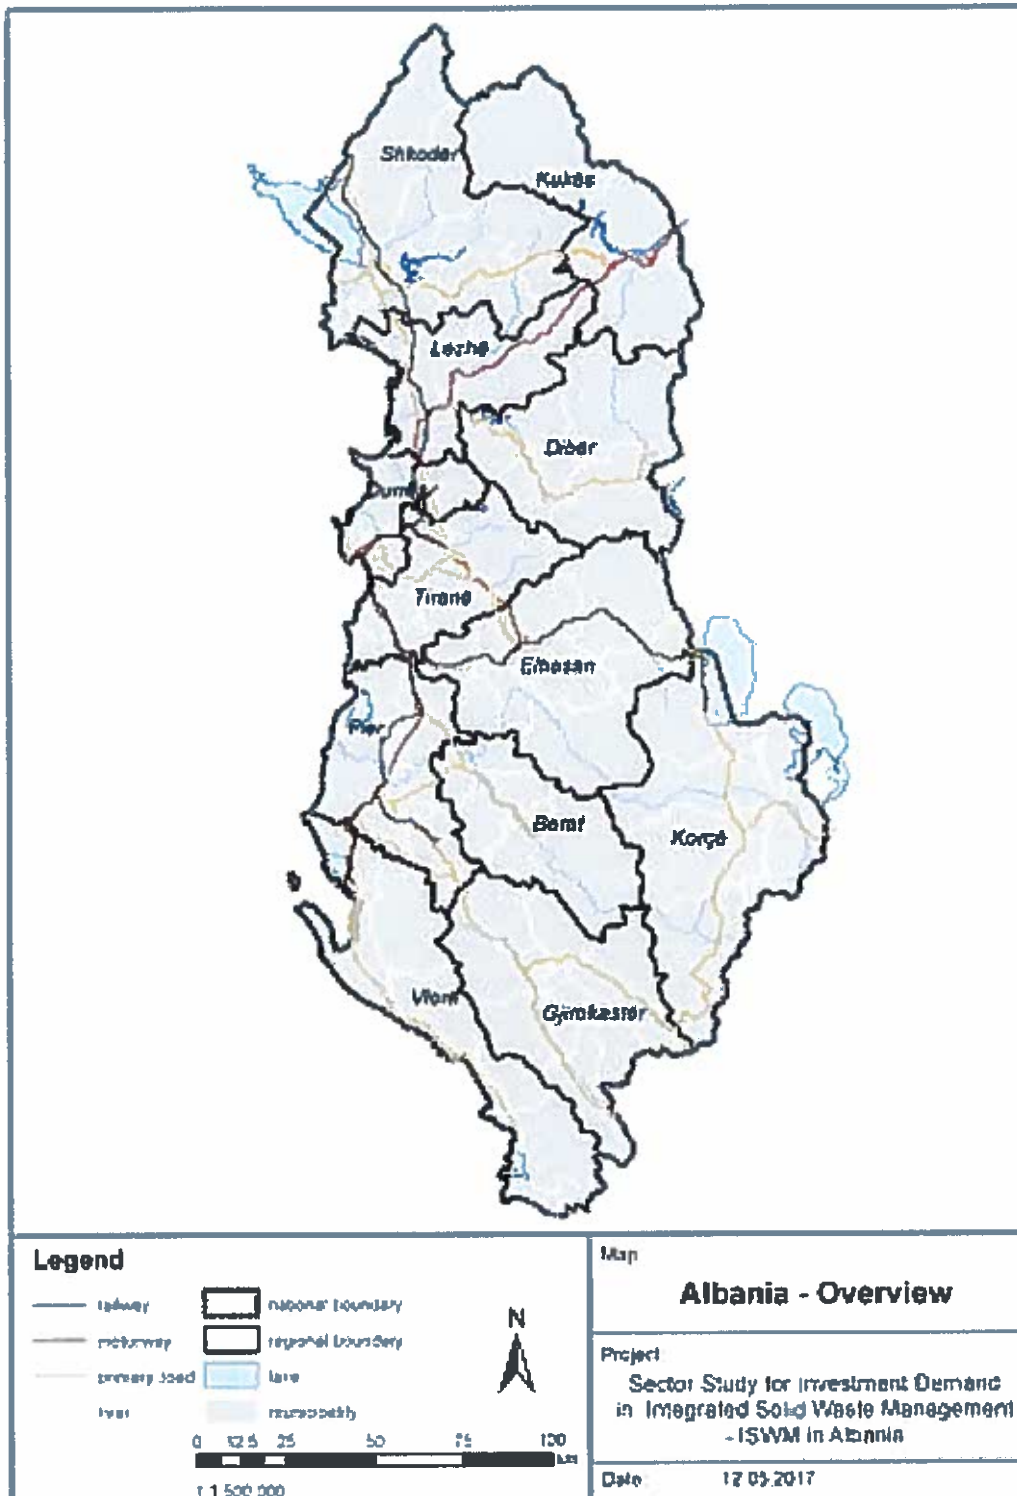 Shkodër
Kukës
Lezhë
Dibër
Durrës
Tiranë
Elbasan
Fier
Berat
Korçë
Vlorë
Gjirokastër
Legend
railway
motorway
primary road
river
national boundary
regional boundary
lake
municipality
N
0 12.5 25 50 75 100
km
1:1 500 000
Map
Albania - Overview
Project
Sector Study for Investment Demand
in Integrated Solid Waste Management
- ISWM in Albania
Date: 12.05.2017